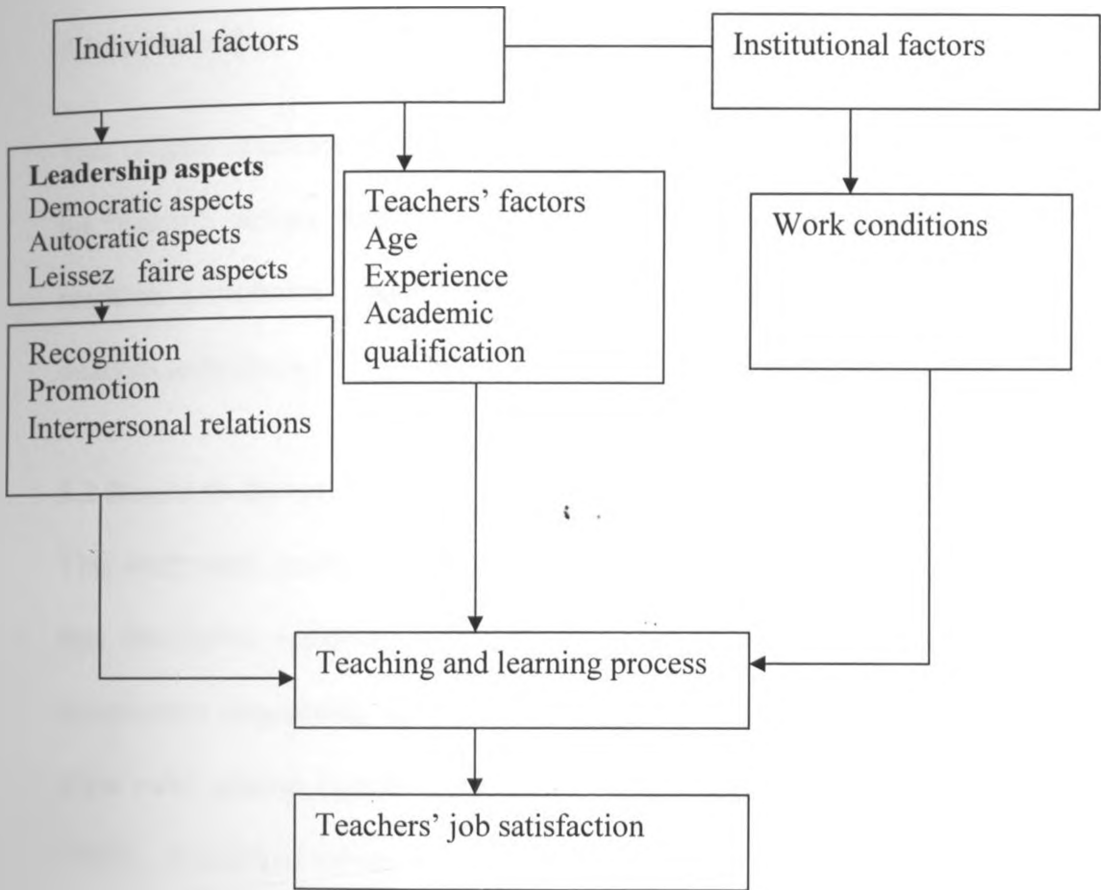 Individual factors
Institutional factors
Leadership aspects
Democratic aspects
Autocratic aspects
Leissez faire aspects
Teachers' factors
Age
Experience
Academic
qualification
Work conditions
Recognition
Promotion
Interpersonal relations
Teaching and learning process
Teachers' job satisfaction